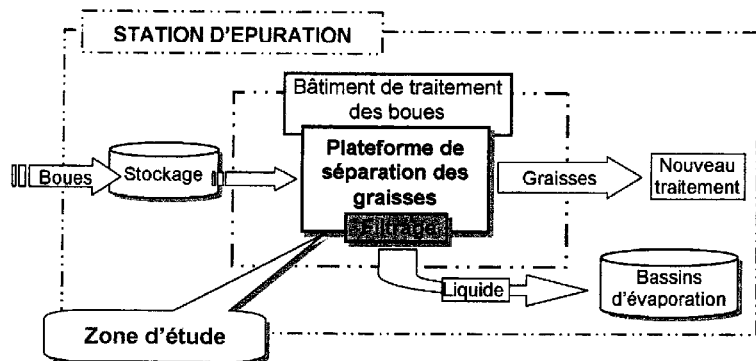 STATION D'EPURATION
Bâtiment de traitement
des boues
Boues
Stockage
Plateforme de
séparation des
graisses
Filtrage
Graisses
Nouveau
traitement
Liquide
Bassins
d'évaporation
Zone d'étude